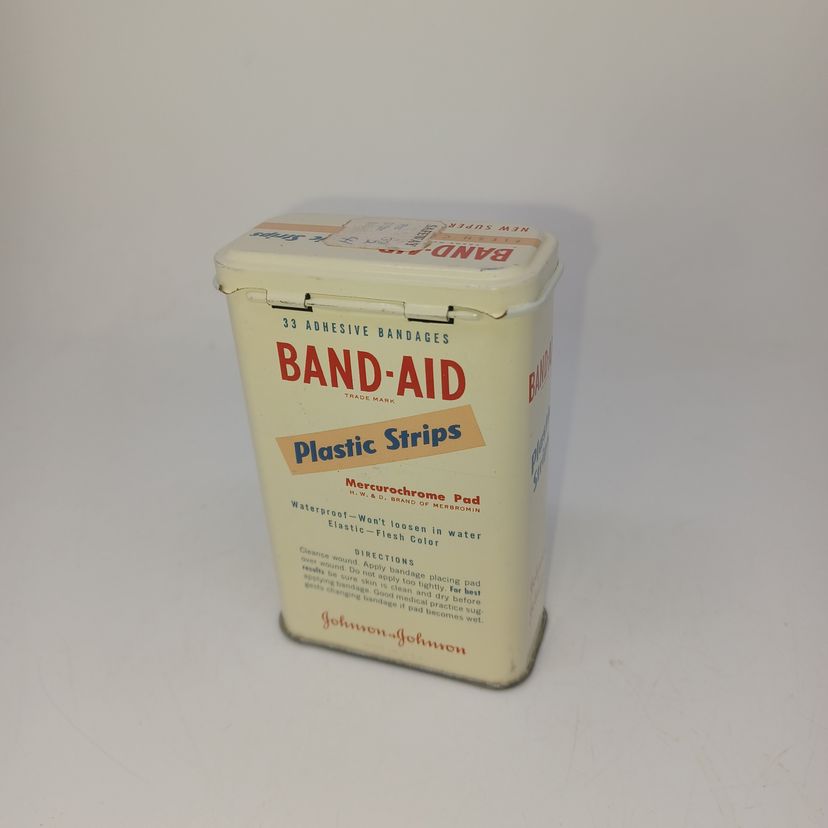 NEW SUPER
BAND-AID
Strips
33 ADHESIVE BANDAGES
BAND-AID
TRADE MARK
Plastic Strips
Mercurochrome Pad
H. W. & D. BRAND OF MERBROMIN
Waterproof—Won't loosen in water
Elastic—Flesh Color
DIRECTIONS
Cleanse wound. Apply bandage placing pad
over wound. Do not apply too tightly. For best
results be sure skin is clean and dry before
applying bandage. Good medical practice sug-
gests changing bandage if pad becomes wet.
Johnson & Johnson